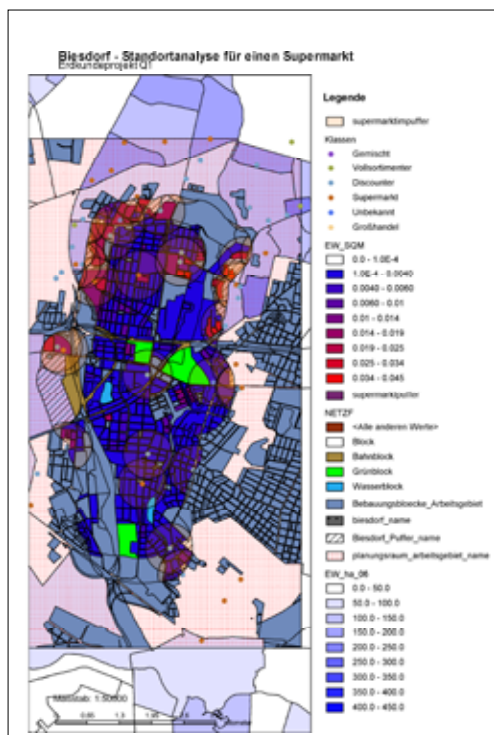 Biesdorf - Standortanalyse für einen Supermarkt
Erdkundeprojekt Q1
Legende
supermarktimpuffer
Klassen
Gemischt
Vollsortimenter
Discounter
Supermarkt
Unbekannt
Großhandel
EW_SQM
0.0 - 1.0E-4
1.0E-4 - 0.0040
0.0040 - 0.0060
0.0060 - 0.01
0.01 - 0.014
0.014 - 0.019
0.019 - 0.025
0.025 - 0.034
0.034 - 0.045
supermarktpuffer
NETZF
<Alle anderen Werte>
Block
Bahnblock
Grünblock
Wasserblock
Bebauungsbloecke_Arbeitsgebiet
biesdorf_name
Biesdorf_Puffer_name
planungsraum_arbeitsgebiet_name
EW_ha_06
0.0 - 50.0
50.0 - 100.0
100.0 - 150.0
150.0 - 200.0
200.0 - 250.0
250.0 - 300.0
300.0 - 350.0
350.0 - 400.0
400.0 - 450.0
Maßstab: 1:50000
0.65 1.3